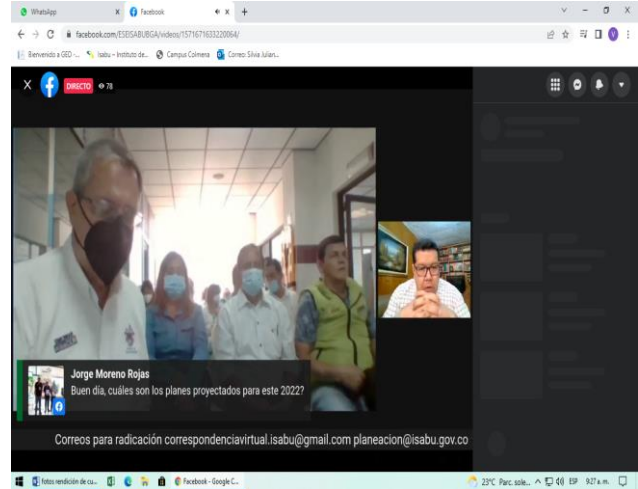 WhatsApp
Facebook
facebook.com/ESEISABUBGA/videos/1571671633220064/
Bienvenido a GEO -...
Isabu – Instituto de...
Campus Colmena
Correo: Silvia Julian...
DIRECTO
78
Jorge Moreno Rojas
Buen día, cuáles son los planes proyectados para este 2022?
Correos para radicación correspondenciavirtual.isabu@gmail.com planeacion@isabu.gov.co
fotos rendición de cu...
Facebook - Google C...
23°C Parc. sole...
ESP
9:27 a. m.